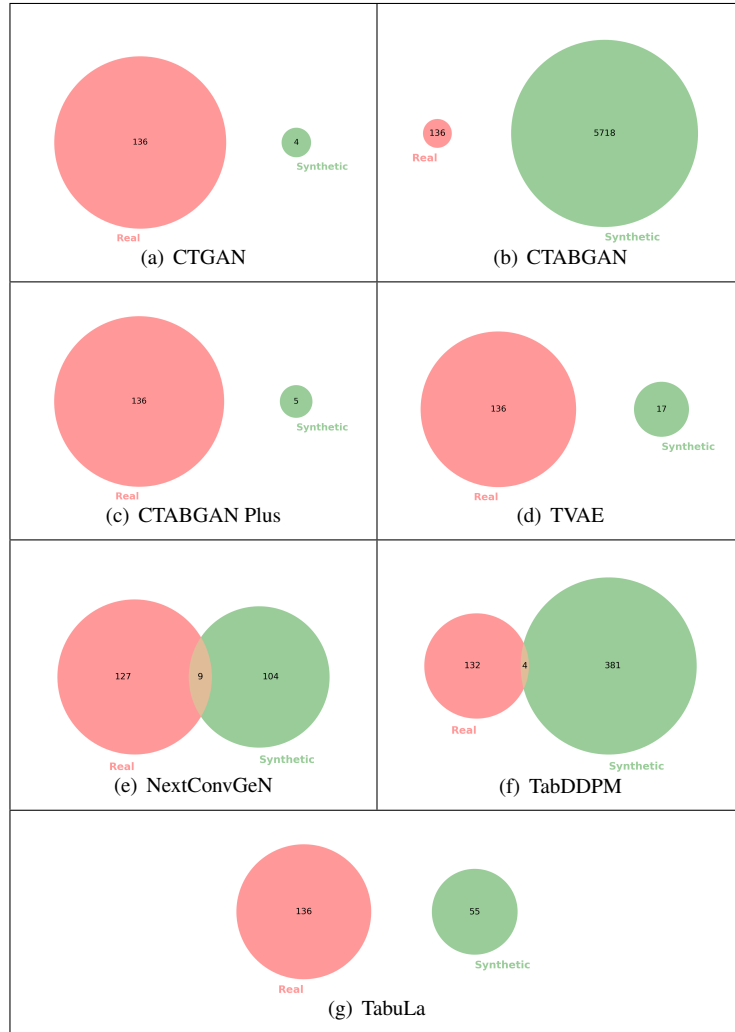 136
4
Synthetic
Real
(a) CTGAN
136
5718
Real
Synthetic
(b) CTABGAN
136
5
Synthetic
Real
(c) CTABGAN Plus
136
17
Synthetic
Real
(d) TVAE
127
9
104
Synthetic
Real
(e) NextConvGeN
132
4
381
Real
Synthetic
(f) TabDDPM
136
55
Synthetic
Real
(g) TabuLa